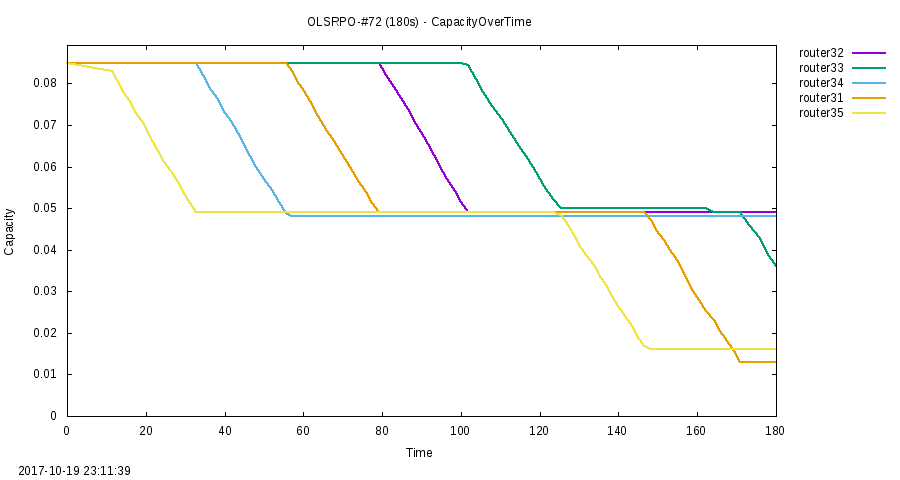 OLSRPO-#72 (180s) - CapacityOverTime
router32
router33
router34
router31
router35
0.08
0.07
0.06
0.05
0.04
0.03
0.02
0.01
0
Capacity
0 20 40 60 80 100 120 140 160 180
Time
2017-10-19 23:11:39